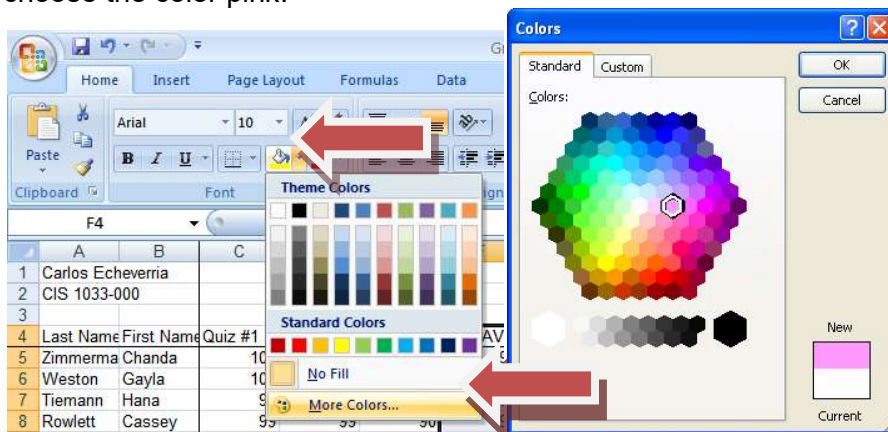 choose the color pink.
Home Insert Page Layout Formulas Data
Paste
Clipboard
Arial
10
B I U
Font
F4
A B C
1 Carlos Echeverria
2 CIS 1033-000
3
4 Last Name First Name Quiz #1 AV
5 Zimmerma Chanda
6 Weston Gayla
7 Tiemann Hana
8 Rowlett Cassey
Theme Colors
Standard Colors
No Fill
More Colors...
Colors
Standard Custom
OK
Cancel
Colors:
New
Current